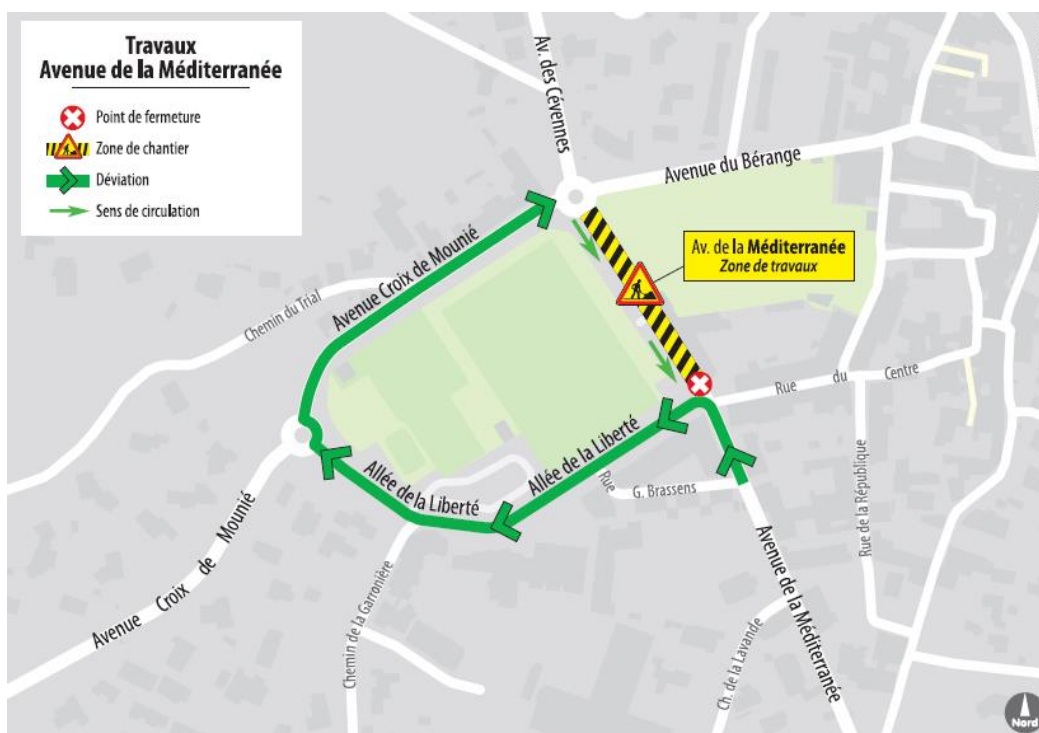 Travaux
Avenue de la Méditerranée
Point de fermeture
Zone de chantier
Déviation
Sens de circulation
Av. des Cévennes
Avenue du Bérange
Avenue Croix de Mounié
Chemin du Trial
Av. de la Méditerranée
Zone de travaux
Rue du Centre
Allée de la Liberté
Allée de la Liberté
Rue G. Brassens
Rue de la République
Avenue Croix de Mounié
Chemin de la Garronière
Avenue de la Méditerranée
Ch. de la Lavande
Nord